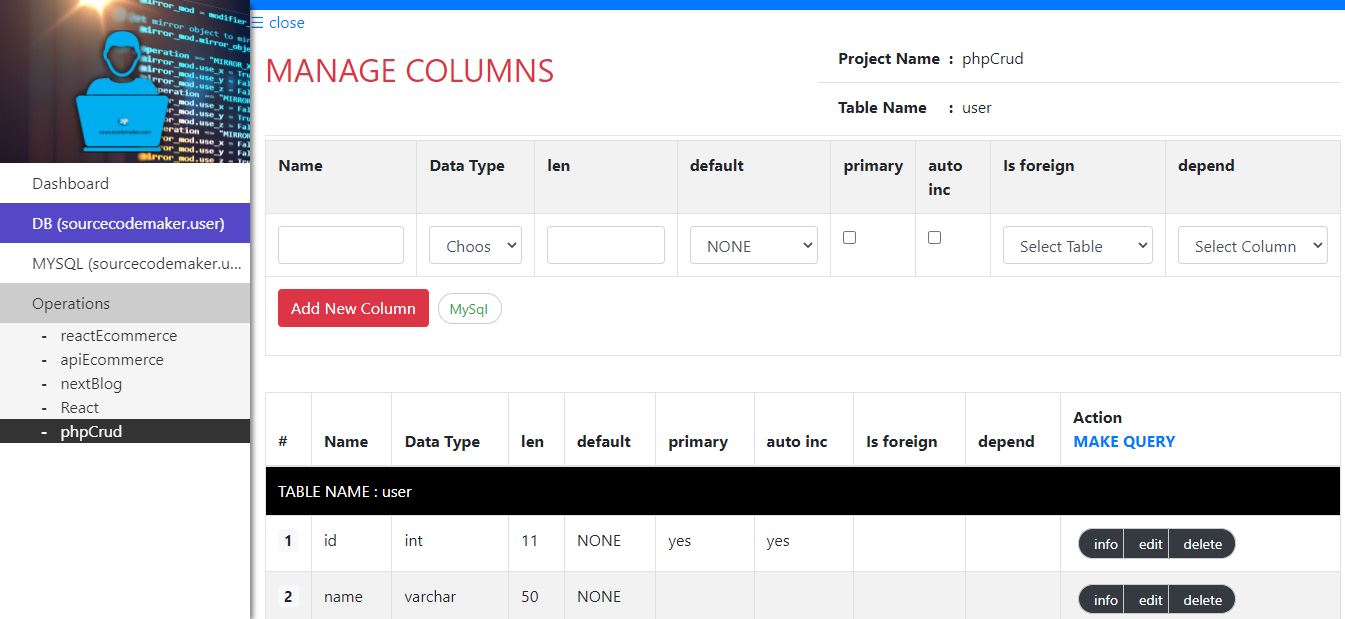 ☰ close
MANAGE COLUMNS
Project Name : phpCrud
Table Name : user
Dashboard
DB (sourcecodemaker.user)
MYSQL (sourcecodemaker.u...
Operations
- reactEcommerce
- apiEcommerce
- nextBlog
- React
- phpCrud
Name Data Type len default primary auto inc Is foreign depend
Choos NONE Select Table Select Column
Add New Column MySql
# Name Data Type len default primary auto inc Is foreign depend Action
MAKE QUERY
TABLE NAME : user
1 id int 11 NONE yes yes info edit delete
2 name varchar 50 NONE info edit delete